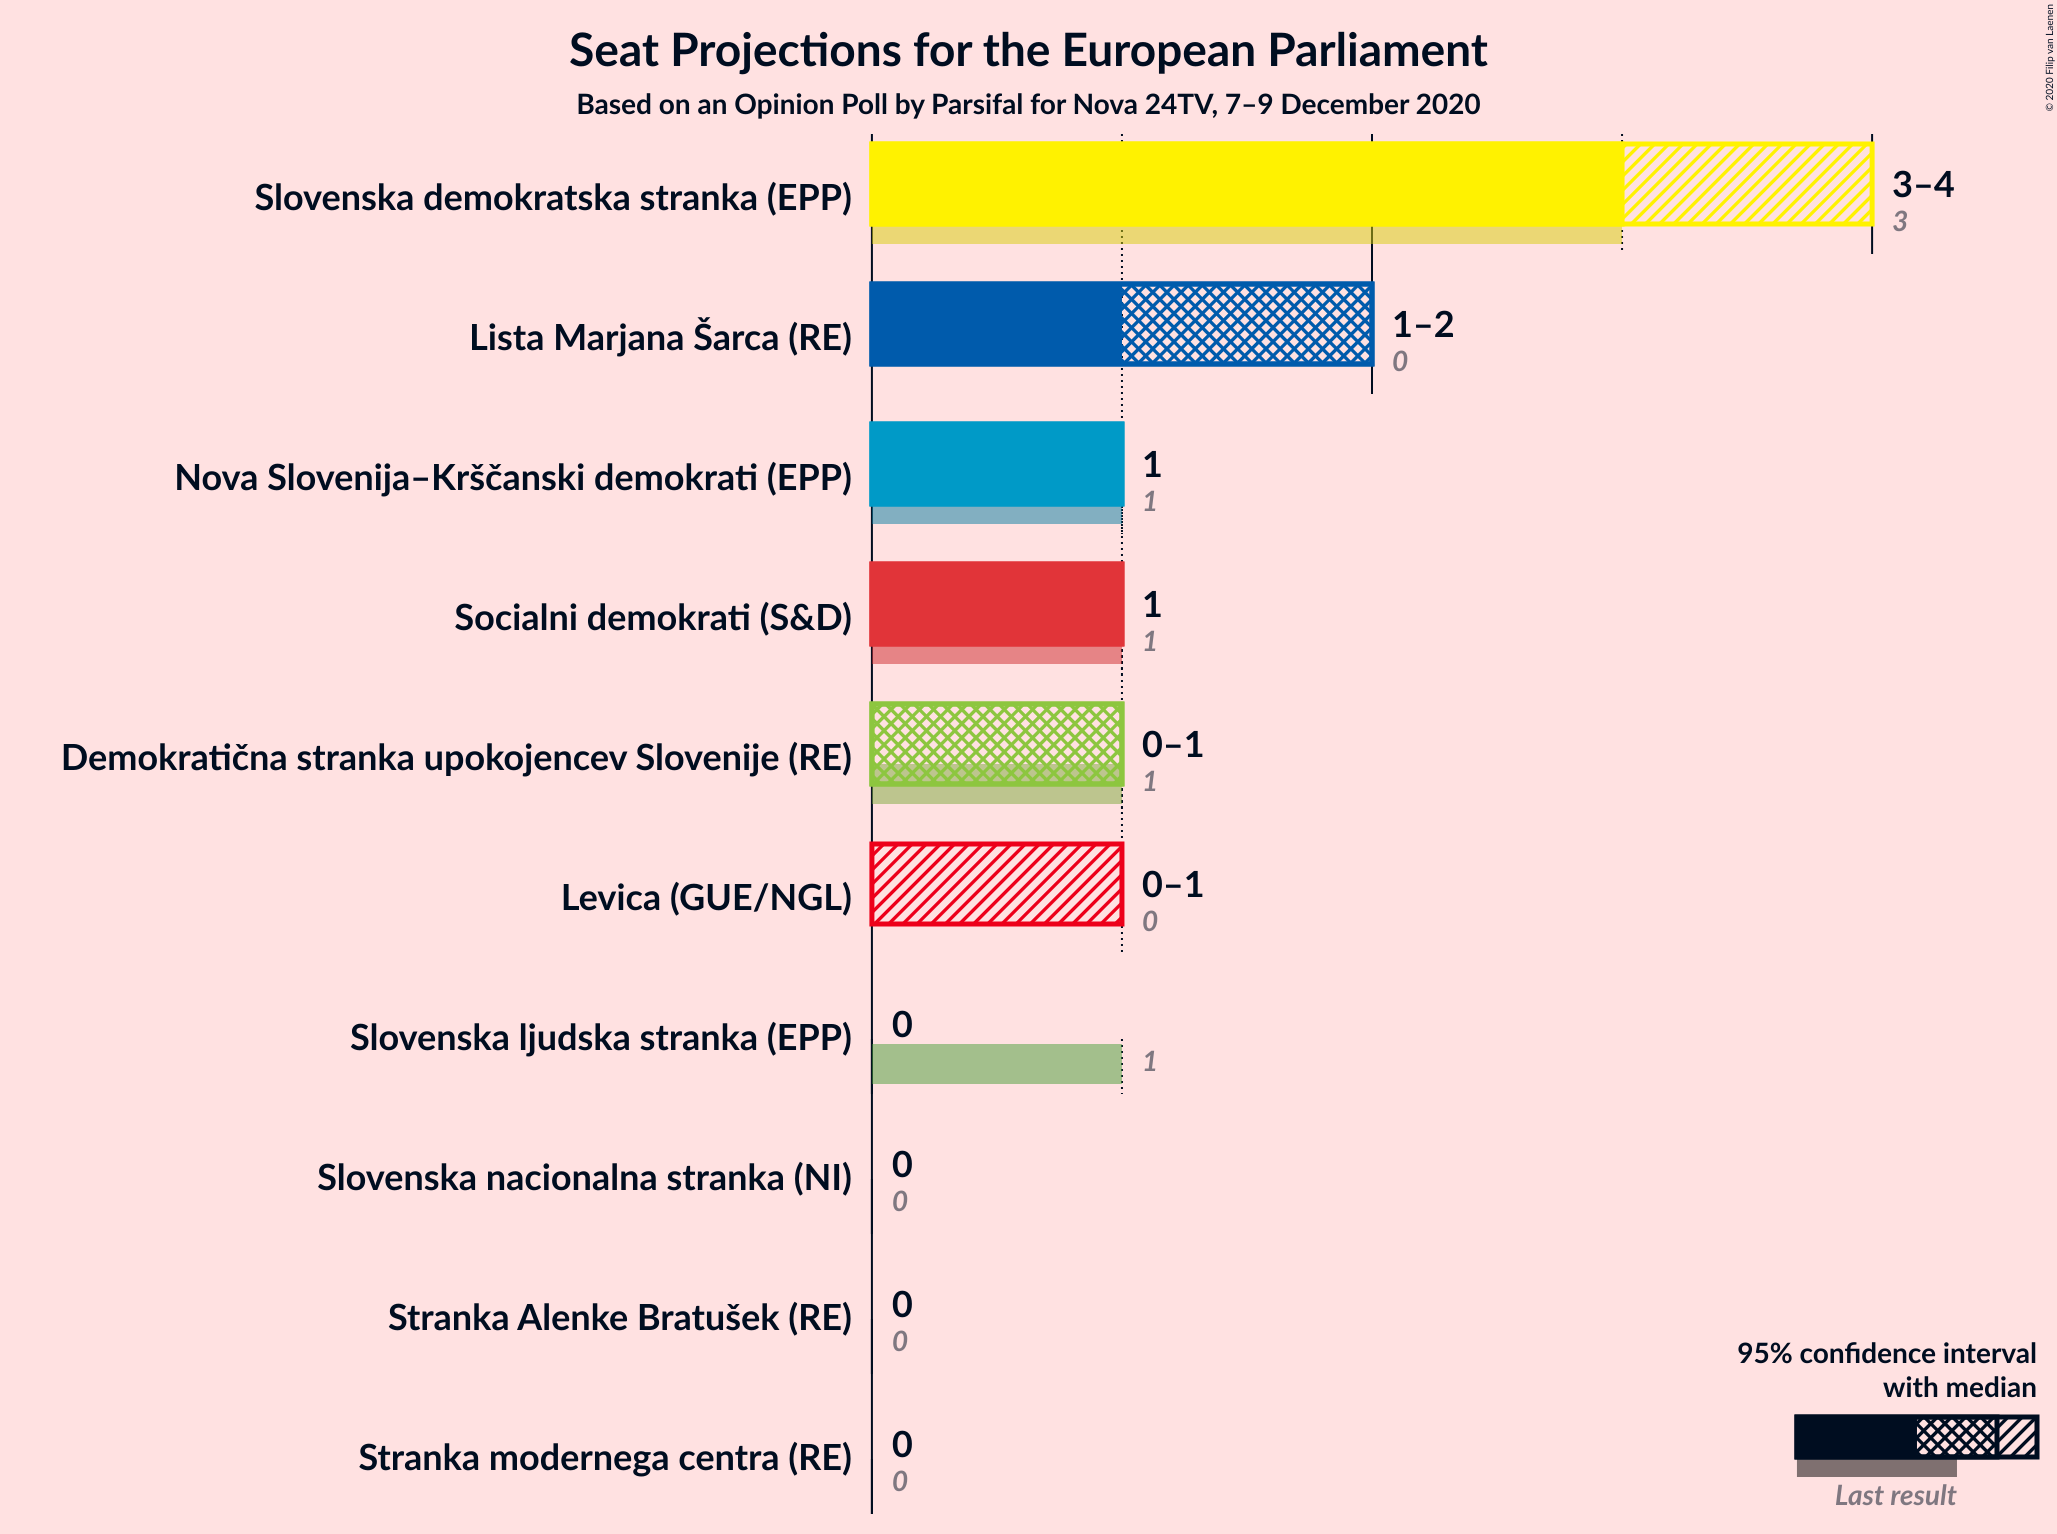 Seat Projections for the European Parliament
Based on an Opinion Poll by Parsifal for Nova 24TV, 7–9 December 2020
© 2020 Filip van Laenen
Slovenska demokratska stranka (EPP)
3–4
3
Lista Marjana Šarca (RE)
1–2
0
Nova Slovenija–Krščanski demokrati (EPP)
1
1
Socialni demokrati (S&D)
1
1
Demokratična stranka upokojencev Slovenije (RE)
0–1
1
Levica (GUE/NGL)
0–1
0
Slovenska ljudska stranka (EPP)
0
1
Slovenska nacionalna stranka (NI)
0
0
Stranka Alenke Bratušek (RE)
0
0
Stranka modernega centra (RE)
0
0
95% confidence interval
with median
Last result